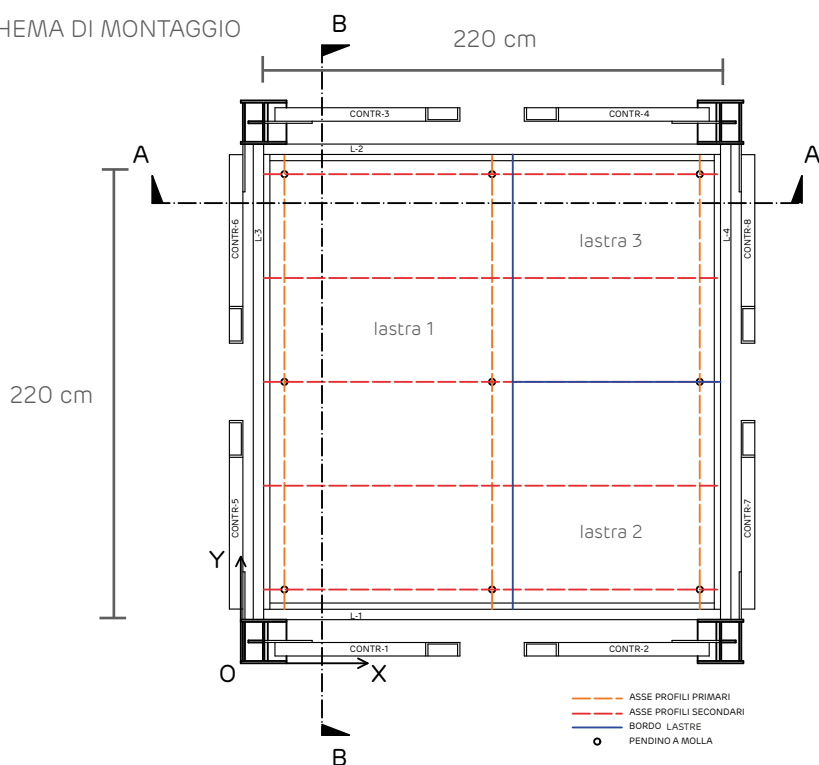 HEMA DI MONTAGGIO
B
220 cm
CONTR-3
CONTR-4
L-2
A
A
CONTR-6
L-3
lastra 3
L-4
CONTR-8
lastra 1
220 cm
CONTR-5
lastra 2
CONTR-7
Y
L-1
CONTR-1
CONTR-2
O
X
ASSE PROFILI PRIMARI
ASSE PROFILI SECONDARI
BORDO LASTRE
PENDINO A MOLLA
B